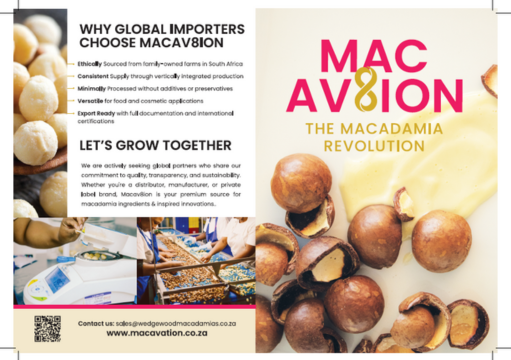 WHY GLOBAL IMPORTERS
CHOOSE MACAV8ION
Ethically Sourced from family-owned farms in South Africa
Consistent Supply through vertically integrated production
Minimally Processed without additives or preservatives
Versatile for food and cosmetic applications
Export Ready with full documentation and international
certifications
LET'S GROW TOGETHER
We are actively seeking global partners who share our
commitment to quality, transparency, and sustainability.
Whether you're a distributor, manufacturer, or private
label brand, Macav8ion is your premium source for
macadamia ingredients & inspired innovations.
Contact us: sales@wedgewoodmacadamias.co.za
www.macavation.co.za
MAC
AV8ION
THE MACADAMIA
REVOLUTION